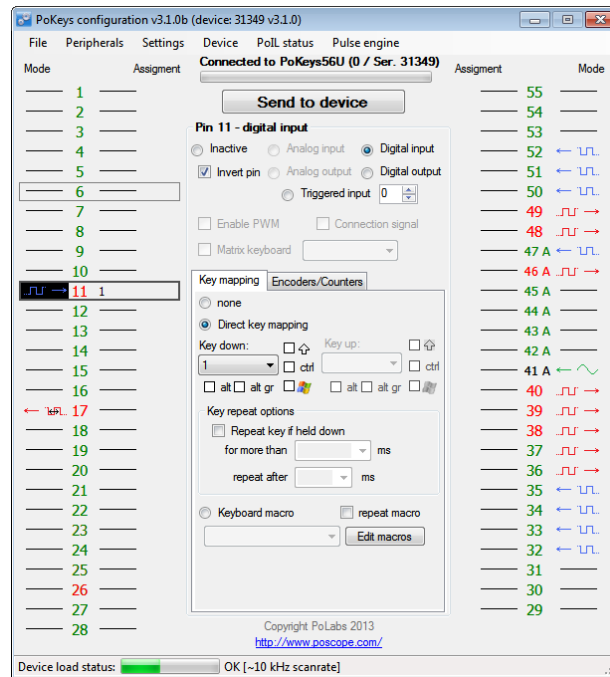 PoKeys configuration v3.1.0b (device: 31349 v3.1.0)
File Peripherals Settings Device PoIL status Pulse engine
Mode Assigment Connected to PoKeys56U (0 / Ser. 31349) Assigment Mode
Send to device
Pin 11 - digital input
Inactive Analog input Digital input
Invert pin Analog output Digital output
Triggered input 0
Enable PWM Connection signal
Matrix keyboard
Key mapping Encoders/Counters
none
Direct key mapping
Key down: Key up:
1 ctrl ctrl
alt alt gr alt alt gr
Key repeat options
Repeat key if held down
for more than ms
repeat after ms
Keyboard macro repeat macro
Edit macros
1
2
3
4
5
6
7
8
9
10
11 1
12
13
14
15
16
17
18
19
20
21
22
23
24
25
26
27
28
55
54
53
52
51
50
49
48
47 A
46 A
45 A
44 A
43 A
42 A
41 A
40
39
38
37
36
35
34
33
32
31
30
29
Copyright PoLabs 2013
http://www.poscope.com/
Device load status: OK [~10 kHz scanrate]